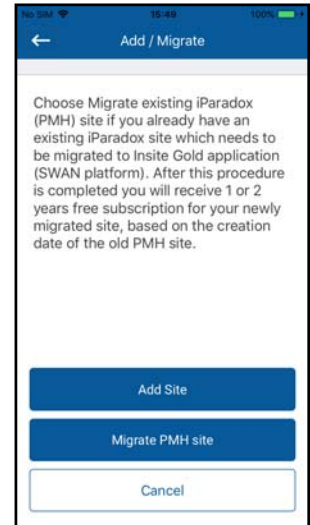 No SIM 15:49 100%
Add / Migrate
Choose Migrate existing iParadox
(PMH) site if you already have an
existing iParadox site which needs to
be migrated to Insite Gold application
(SWAN platform). After this procedure
is completed you will receive 1 or 2
years free subscription for your newly
migrated site, based on the creation
date of the old PMH site.
Add Site
Migrate PMH site
Cancel